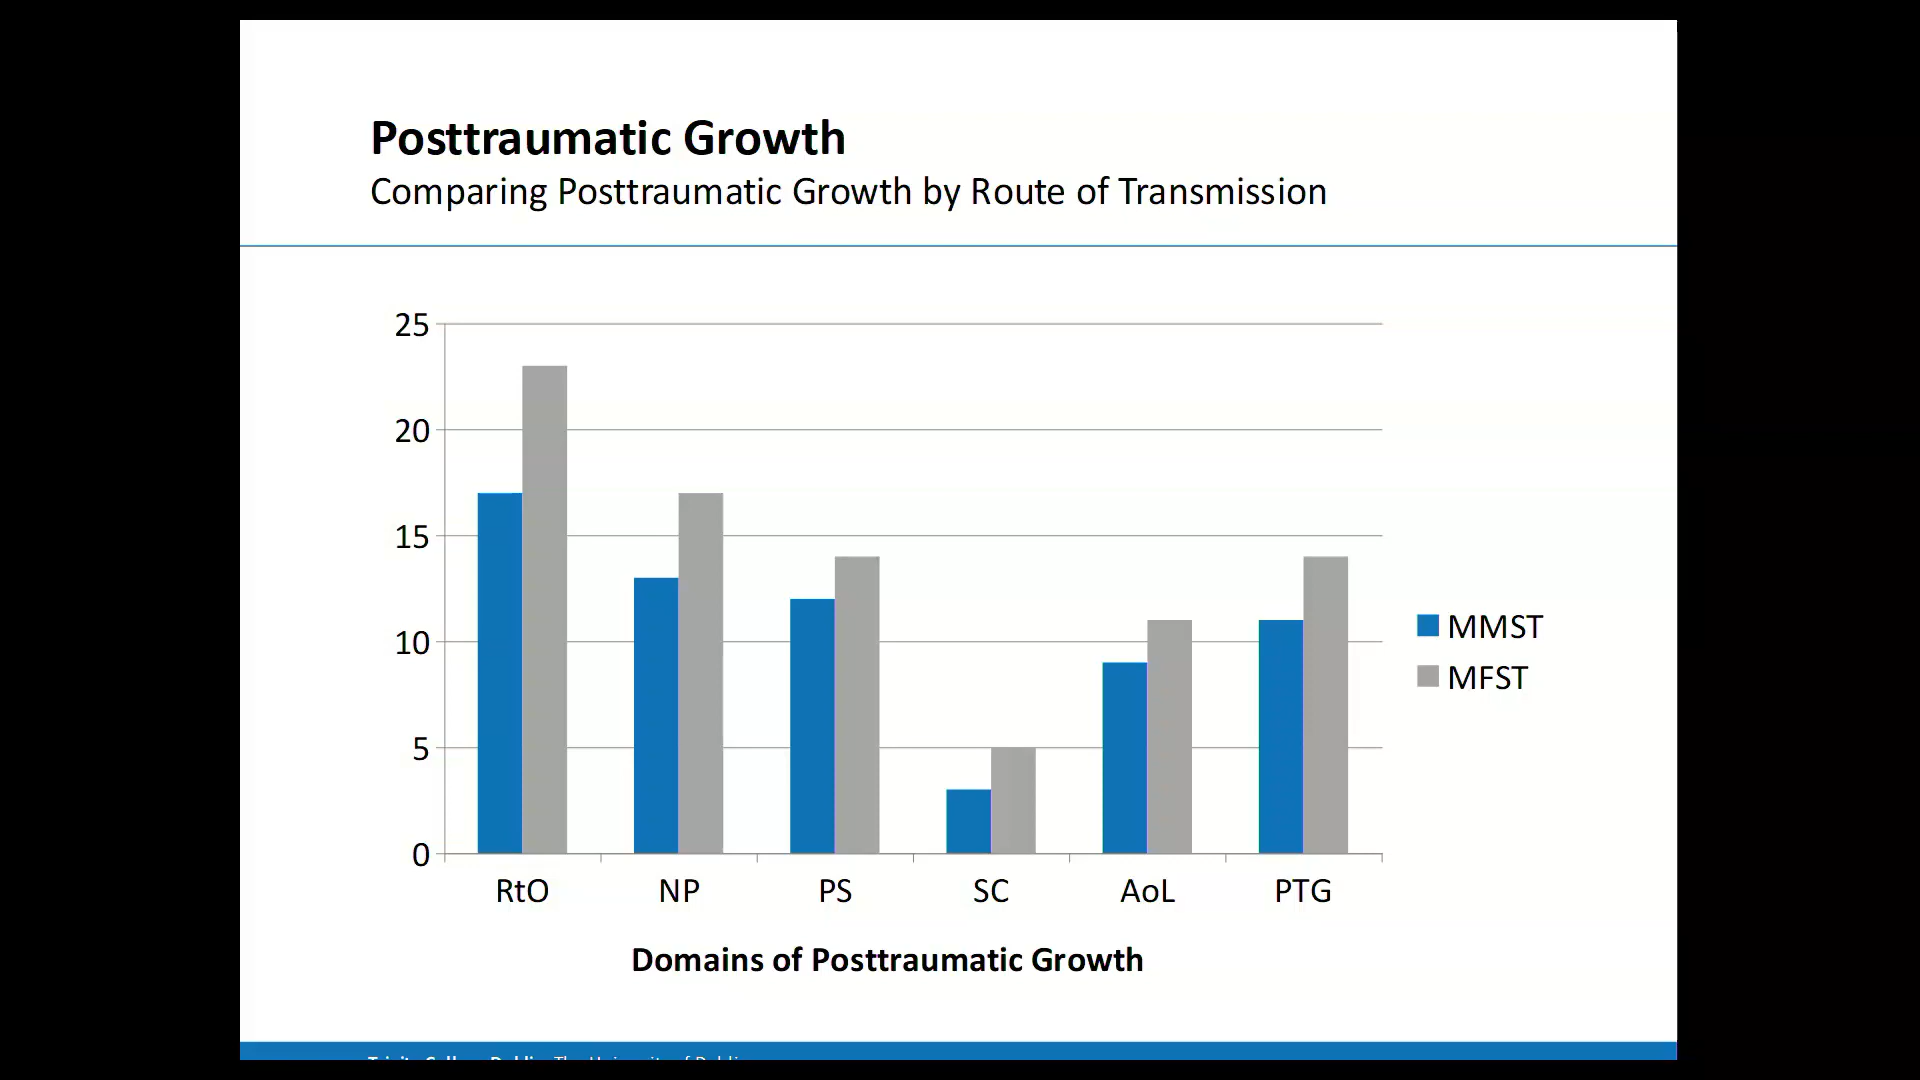 Posttraumatic Growth
Comparing Posttraumatic Growth by Route of Transmission
25
20
15
10
5
0
RtO NP PS SC AoL PTG
MMST
MFST
Domains of Posttraumatic Growth